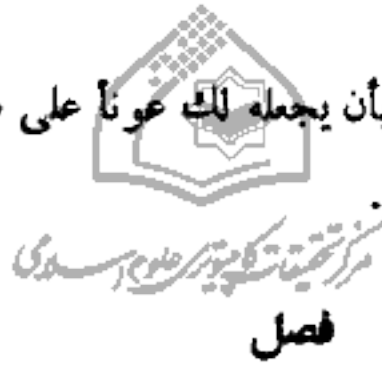 بأن يجعله لك عوناً على
مرکز تحقیقات کامپیوتری علوم اسلامی
فصل